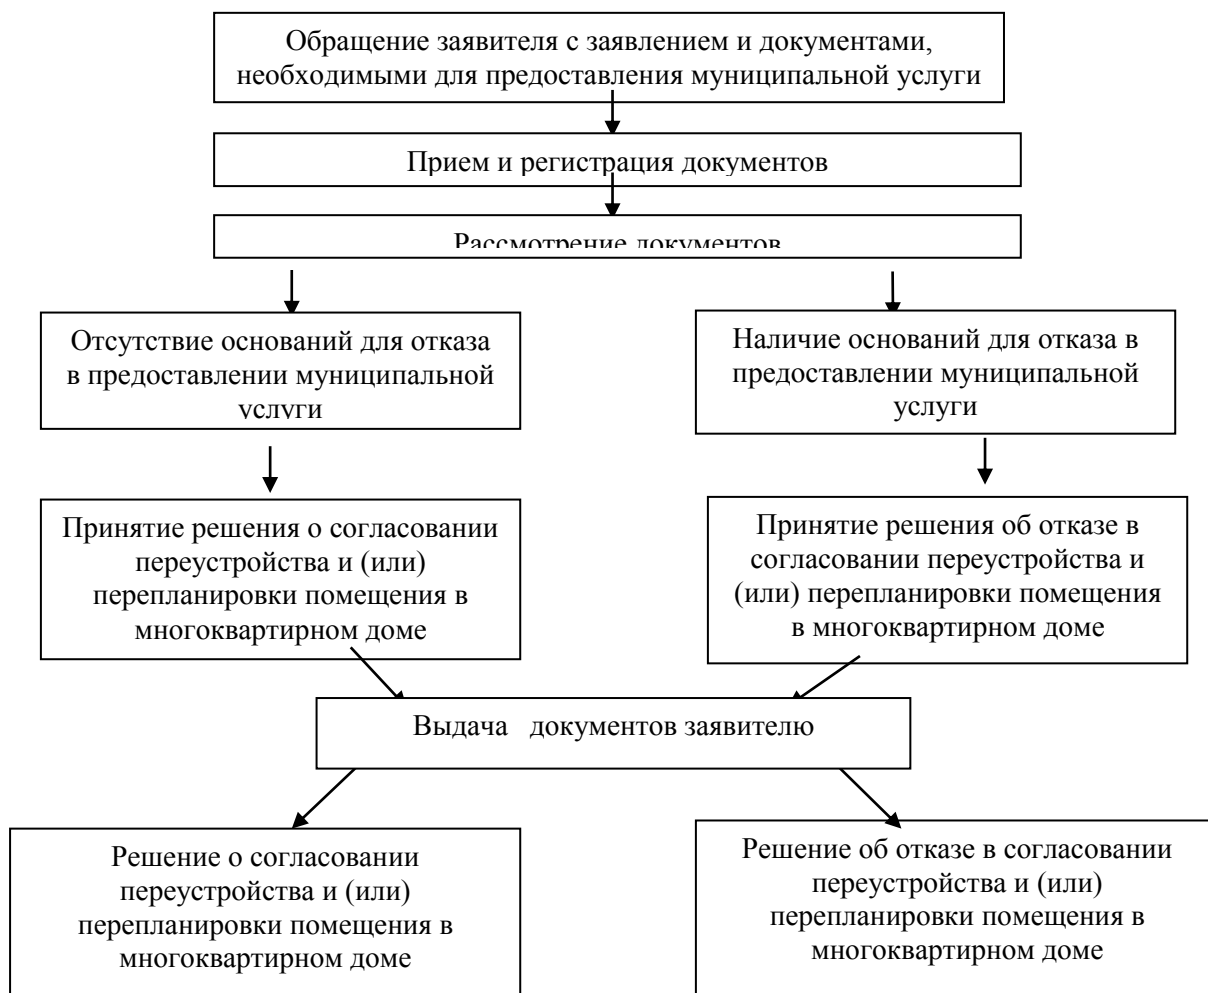 Обращение заявителя с заявлением и документами,
необходимыми для предоставления муниципальной услуги
Прием и регистрация документов
Рассмотрение документов
Отсутствие оснований для отказа
в предоставлении муниципальной
услуги
Наличие оснований для отказа в
предоставлении муниципальной
услуги
Принятие решения о согласовании
переустройства и (или)
перепланировки помещения в
многоквартирном доме
Принятие решения об отказе в
согласовании переустройства и
(или) перепланировки помещения
в многоквартирном доме
Выдача документов заявителю
Решение о согласовании
переустройства и (или)
перепланировки помещения в
многоквартирном доме
Решение об отказе в согласовании
переустройства и (или)
перепланировки помещения в
многоквартирном доме